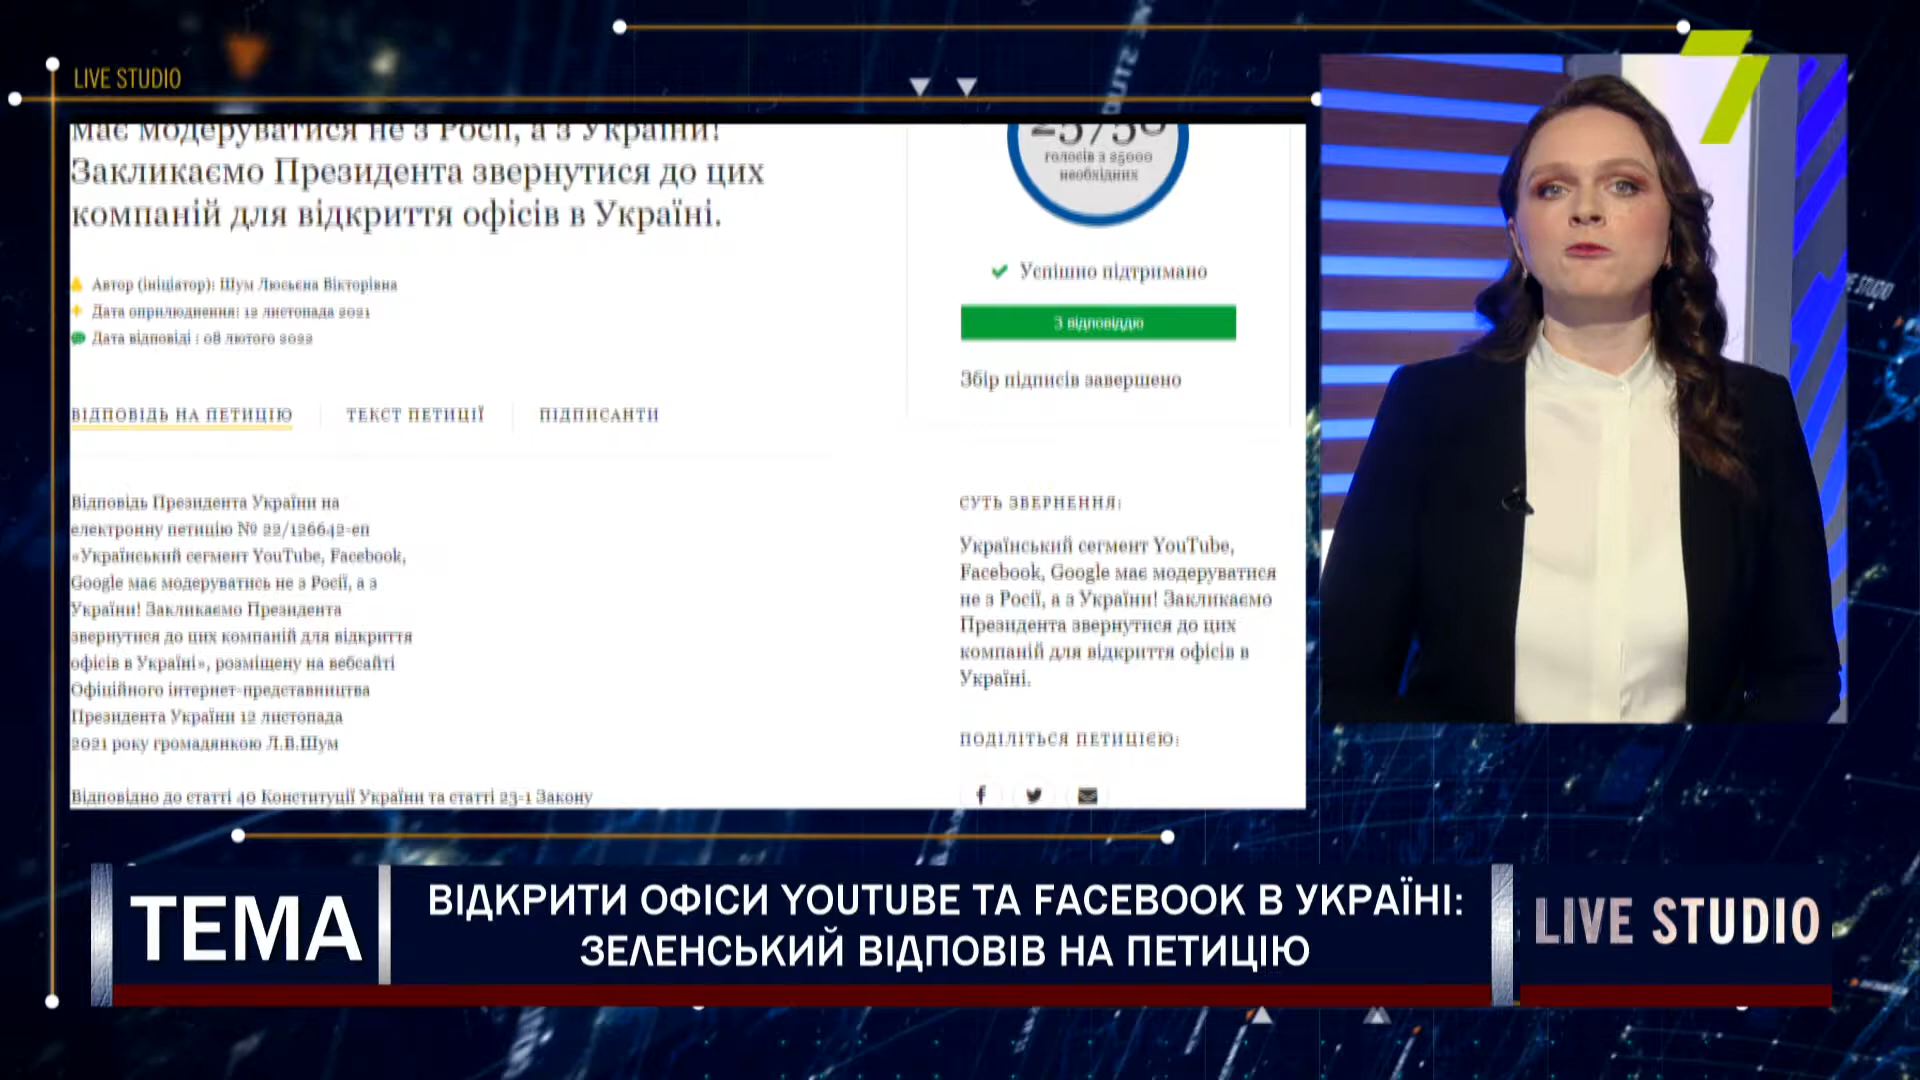 LIVE STUDIO
має модеруватися не з Росії, а з України!
Закликаємо Президента звернутися до цих
компаній для відкриття офісів в Україні.
Автор (ініціатор): Шум Люсьєна Вікторівна
Дата оприлюднення: 12 листопада 2021
Дата відповіді : 08 лютого 2022
ВІДПОВІДЬ НА ПЕТИЦІЮ
ТЕКСТ ПЕТИЦІЇ
ПІДПИСАНТИ
Відповідь Президента України на
електронну петицію № 22/126642-еп
«Український сегмент YouTube, Facebook,
Google має модеруватись не з Росії, а з
України! Закликаємо Президента
звернутися до цих компаній для відкриття
офісів в Україні», розміщену на вебсайті
Офіційного інтернет-представництва
Президента України 12 листопада
2021 року громадянкою Л.В.Шум
Відповідно до статті 40 Конституції України та статті 23-1 Закону
25758
голосів з 25000
необхідних
Успішно підтримано
З відповіддю
Збір підписів завершено
СУТЬ ЗВЕРНЕННЯ:
Український сегмент YouTube,
Facebook, Google має модеруватися
не з Росії, а з України! Закликаємо
Президента звернутися до цих
компаній для відкриття офісів в
Україні.
ПОДІЛІТЬСЯ ПЕТИЦІЄЮ:
7
ТЕМА
ВІДКРИТИ ОФІСИ YOUTUBE ТА FACEBOOK В УКРАЇНІ:
ЗЕЛЕНСЬКИЙ ВІДПОВІВ НА ПЕТИЦІЮ
LIVE STUDIO